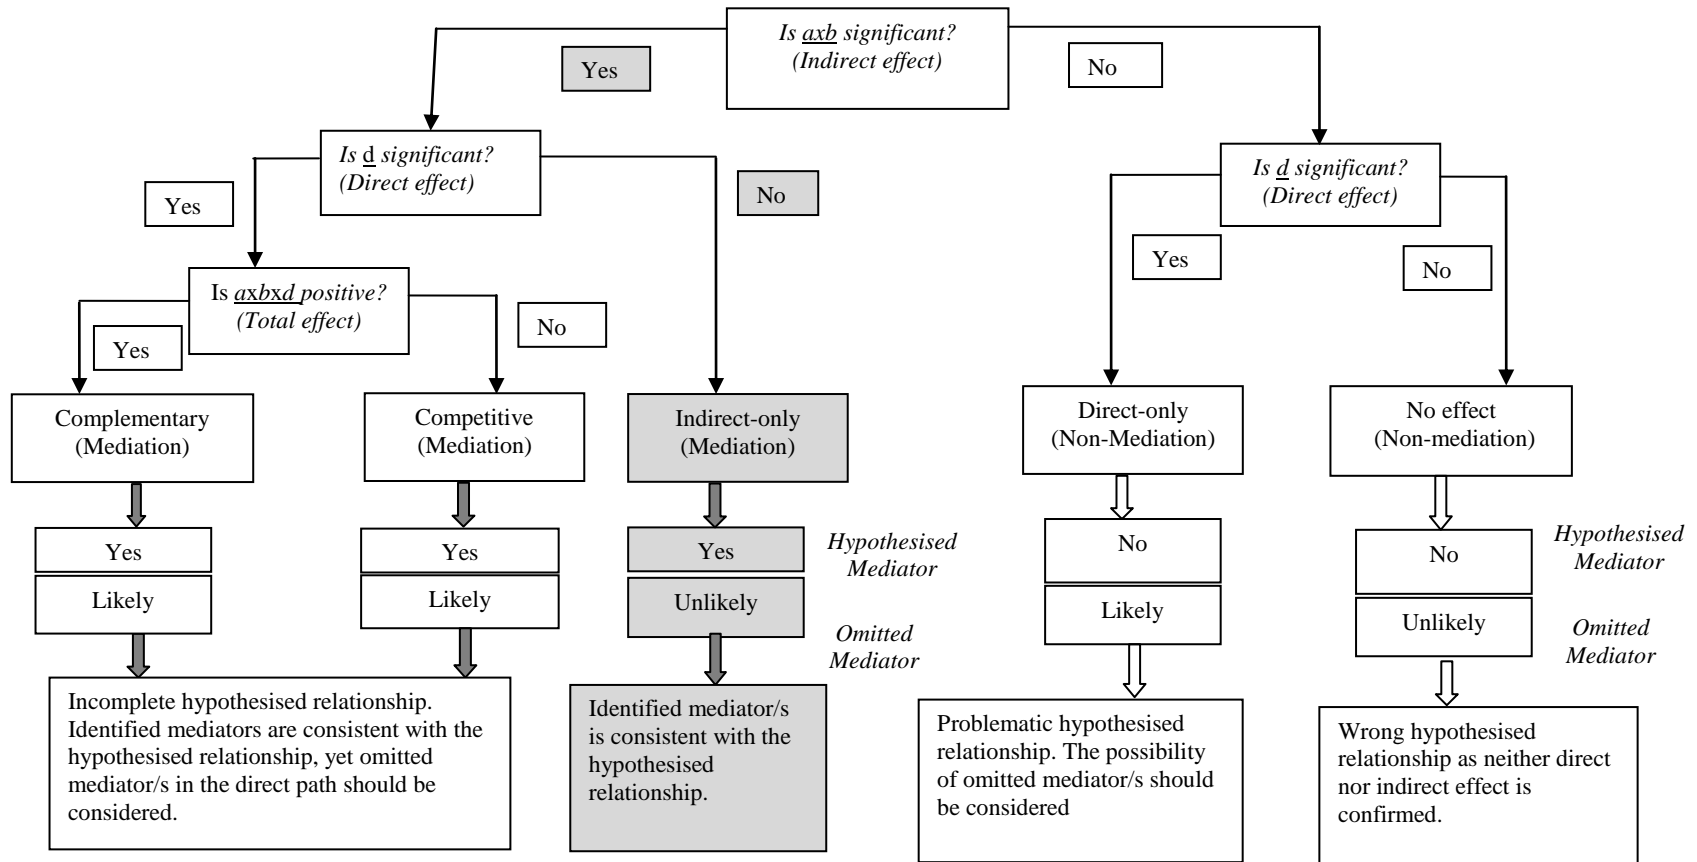 Is axb significant?
(Indirect effect)
Yes
No
Is d significant?
(Direct effect)
Is d significant?
(Direct effect)
Yes
No
Yes
No
Is axbxd positive?
(Total effect)
Yes
No
Complementary
(Mediation)
Competitive
(Mediation)
Indirect-only
(Mediation)
Direct-only
(Non-Mediation)
No effect
(Non-mediation)
Yes
Yes
Yes
Hypothesised
Mediator
No
No
Hypothesised
Mediator
Likely
Likely
Unlikely
Omitted
Mediator
Likely
Unlikely
Omitted
Mediator
Incomplete hypothesised relationship.
Identified mediators are consistent with the
hypothesised relationship, yet omitted
mediator/s in the direct path should be
considered.
Identified mediator/s
is consistent with the
hypothesised
relationship.
Problematic hypothesised
relationship. The possibility
of omitted mediator/s should
be considered
Wrong hypothesised
relationship as neither direct
nor indirect effect is
confirmed.